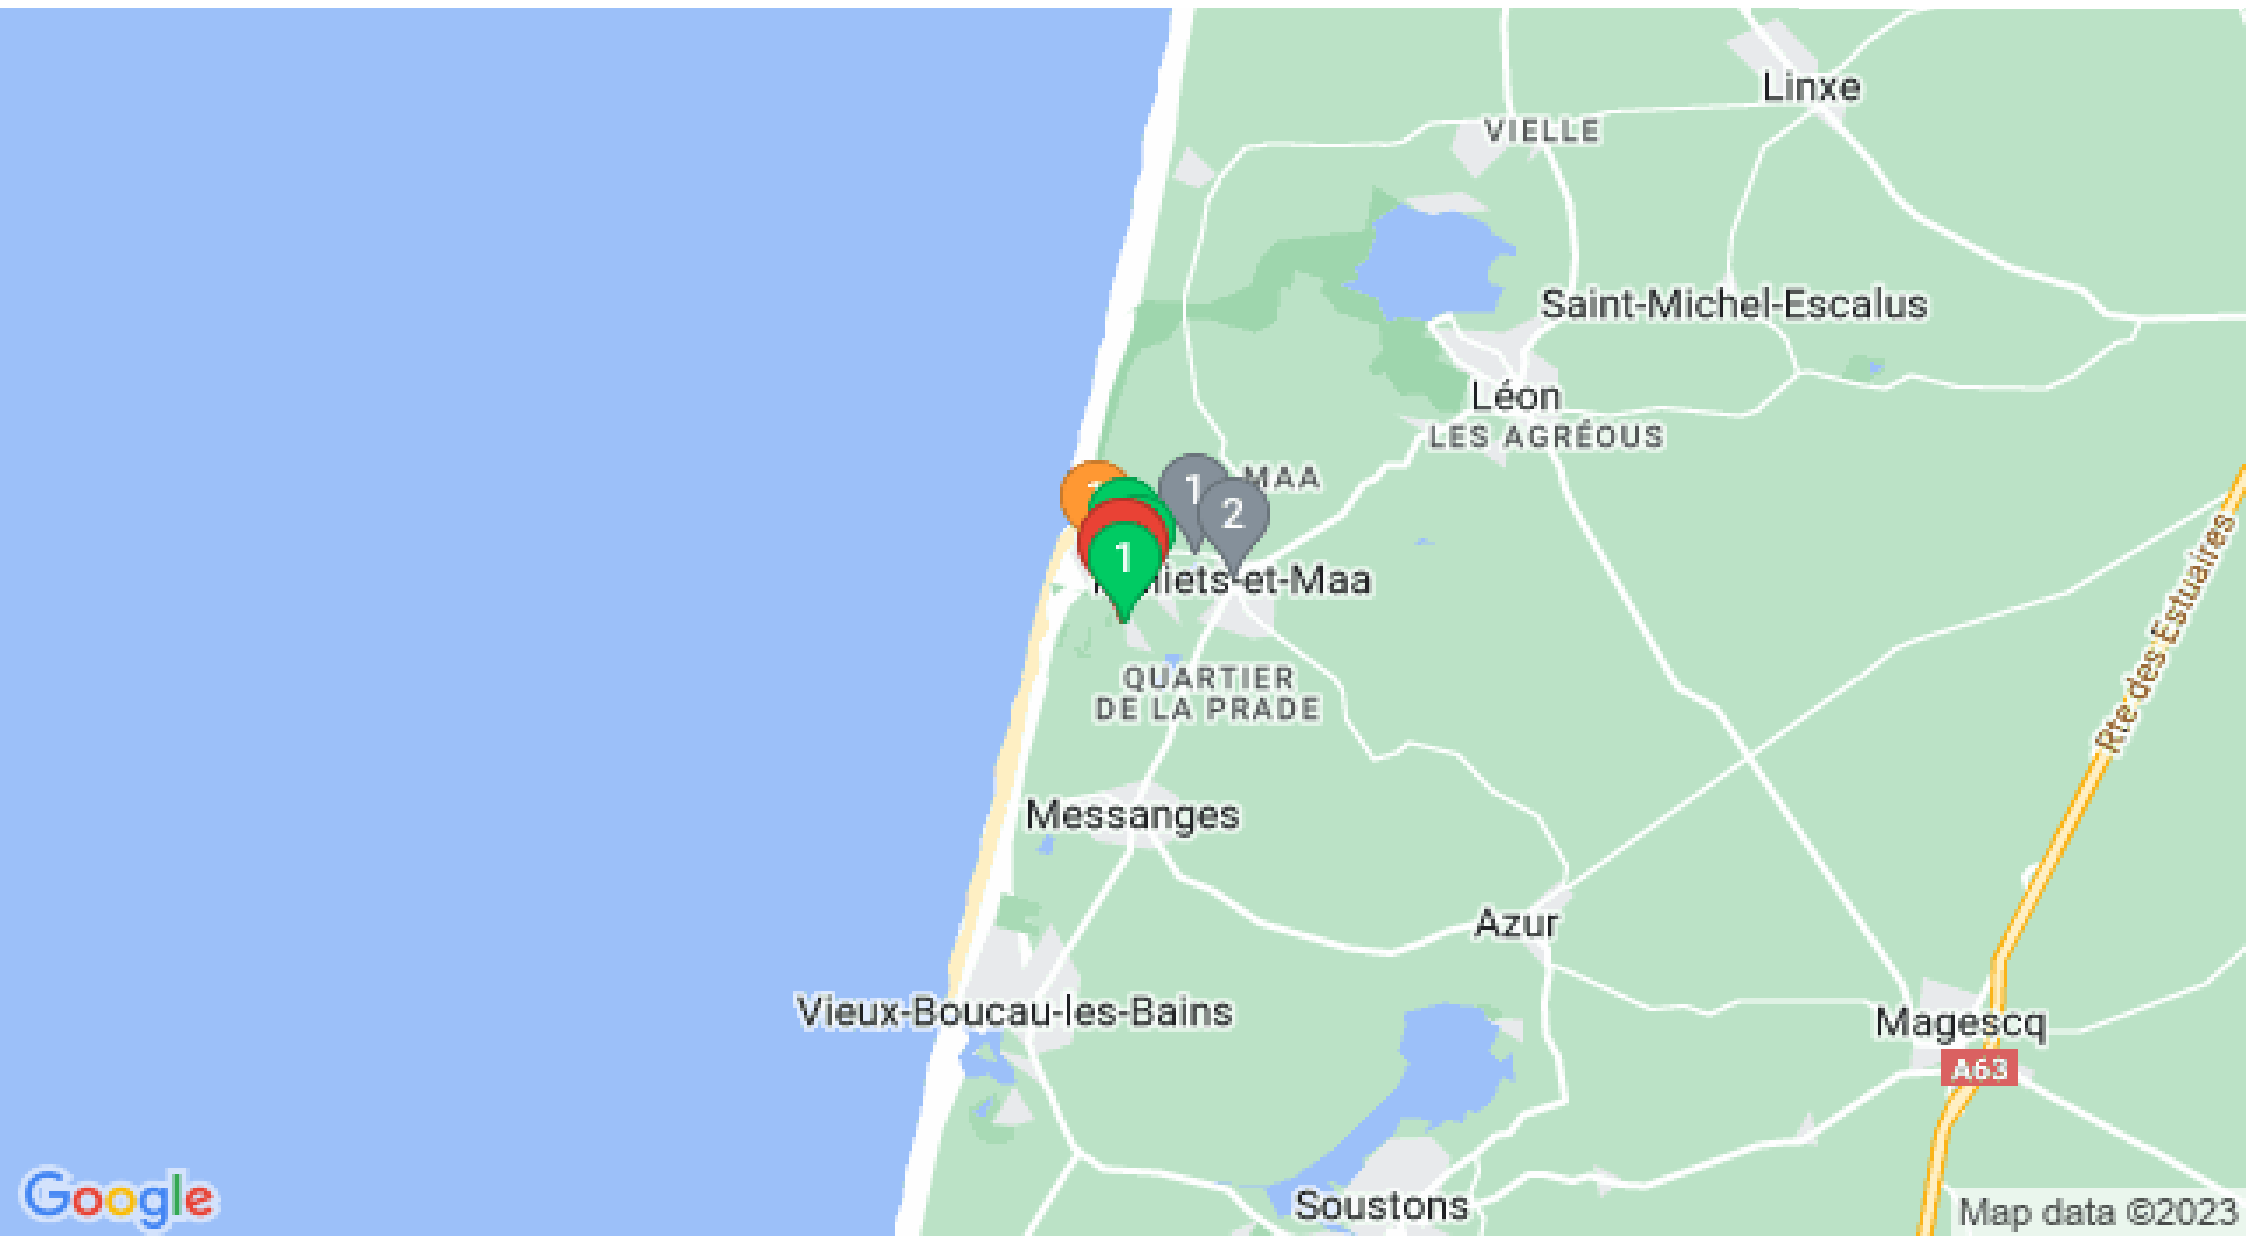 Linxe
VIELLE
Saint-Michel-Escalus
Léon
LES AGRÉOUS
MAA
1
2
1
iets-et-Maa
QUARTIER
DE LA PRADE
Rte des Estuaires
Messanges
Azur
Vieux-Boucau-les-Bains
Magescq
A63
Soustons
Google
Map data ©2023